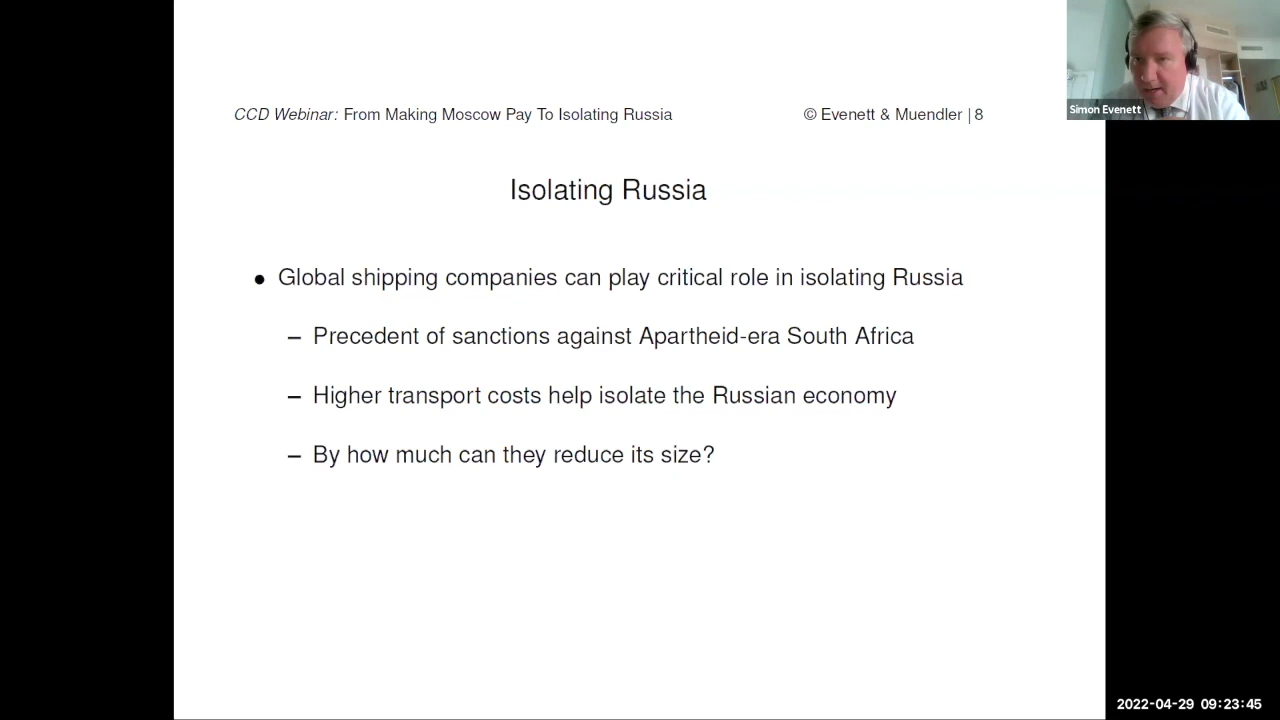 CCD Webinar: From Making Moscow Pay To Isolating Russia © Evenett & Muendler | 8
Simon Evenett
Isolating Russia
• Global shipping companies can play critical role in isolating Russia
– Precedent of sanctions against Apartheid-era South Africa
– Higher transport costs help isolate the Russian economy
– By how much can they reduce its size?
2022-04-29 09:23:45